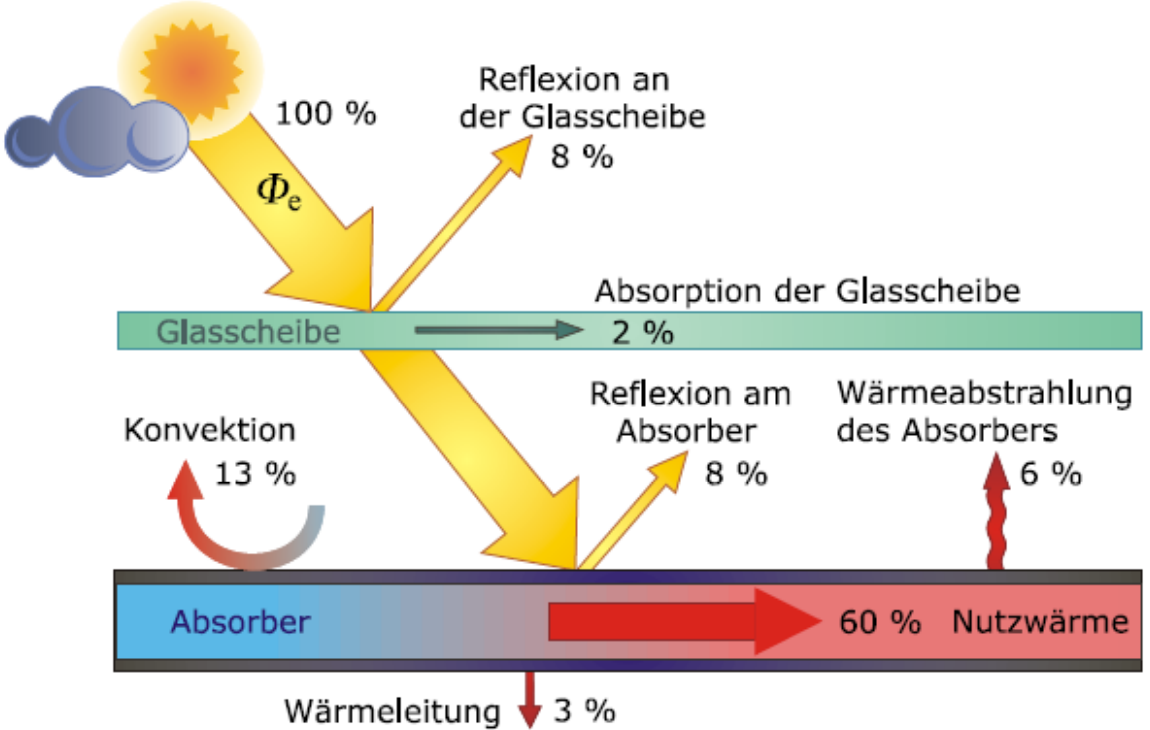 100 %
Φe
Reflexion an
der Glasscheibe
8 %
Absorption der Glasscheibe
Glasscheibe
2 %
Konvektion
13 %
Reflexion am
Absorber
8 %
Wärmeabstrahlung
des Absorbers
6 %
Absorber
60 % Nutzwärme
Wärmeleitung
3 %